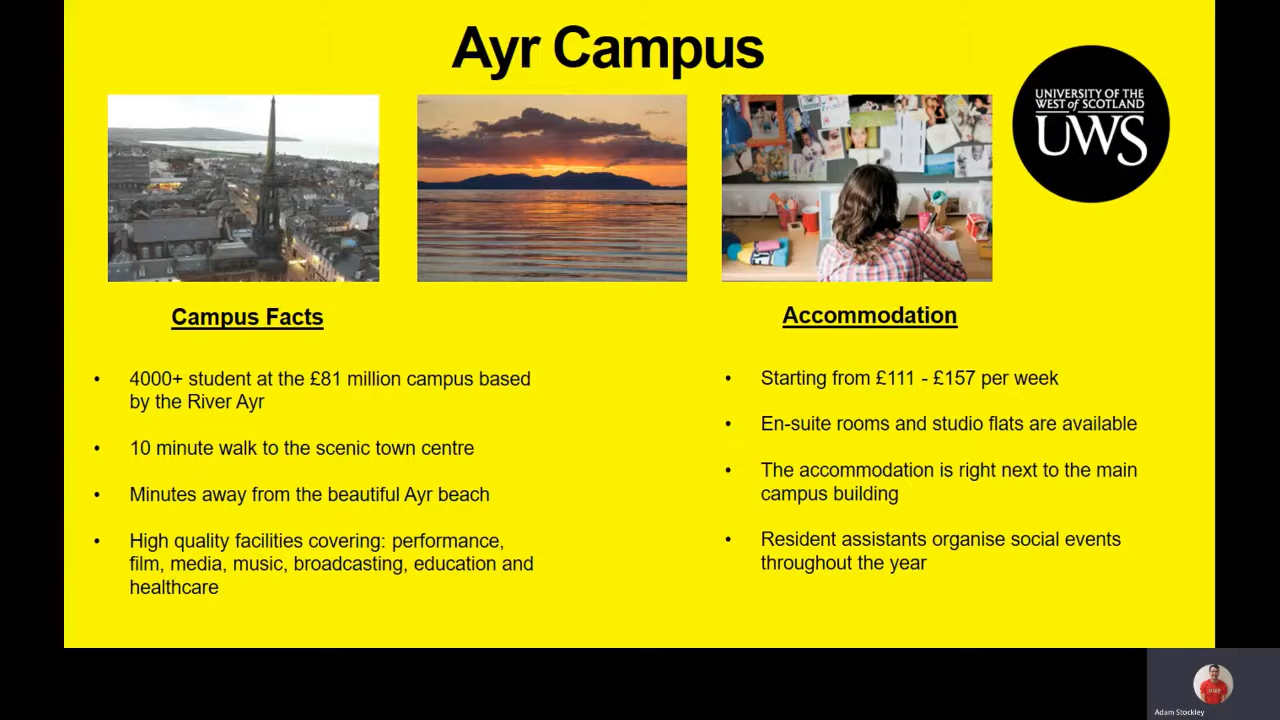 Ayr Campus
UNIVERSITY OF THE
WEST of SCOTLAND
UWS
Campus Facts
• 4000+ student at the £81 million campus based
by the River Ayr
• 10 minute walk to the scenic town centre
• Minutes away from the beautiful Ayr beach
• High quality facilities covering: performance,
film, media, music, broadcasting, education and
healthcare
Accommodation
• Starting from £111 - £157 per week
• En-suite rooms and studio flats are available
• The accommodation is right next to the main
campus building
• Resident assistants organise social events
throughout the year
Adam Stockley